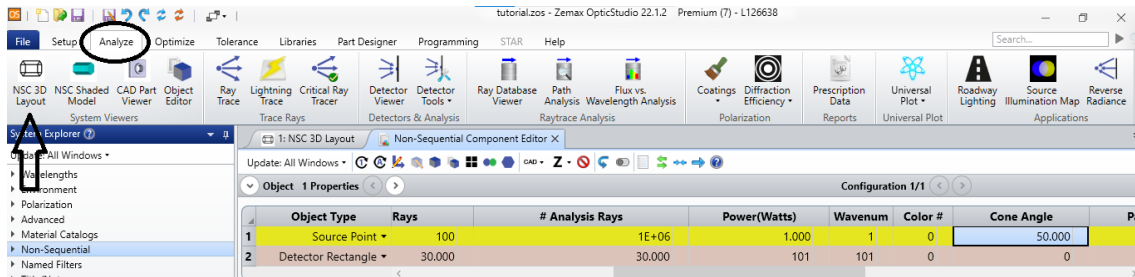 tutorial.zos - Zemax OpticStudio 22.1.2 Premium (7) - L126638
File Setup Analyze Optimize Tolerance Libraries Part Designer Programming STAR Help Search...
NSC 3D Layout NSC Shaded Model CAD Part Viewer Object Editor Ray Trace Lightning Trace Critical Ray Tracer Detector Viewer Detector Tools Ray Database Viewer Path Analysis Flux vs. Wavelength Analysis Coatings Diffraction Efficiency Prescription Data Universal Plot Roadway Lighting Source Illumination Map Reverse Radiance
System Viewers Trace Rays Detectors & Analysis Raytrace Analysis Polarization Reports Universal Plot Applications
System Explorer 1: NSC 3D Layout Non-Sequential Component Editor X
Update: All Windows Update: All Windows CAD Z
Wavelengths
Environment Object 1 Properties Configuration 1/1
Polarization
Advanced Object Type Rays # Analysis Rays Power(Watts) Wavenum Color # Cone Angle
Material Catalogs 1 Source Point 100 1E+06 1.000 1 0 50.000
Non-Sequential 2 Detector Rectangle 30.000 30.000 101 101 0 0
Named Filters